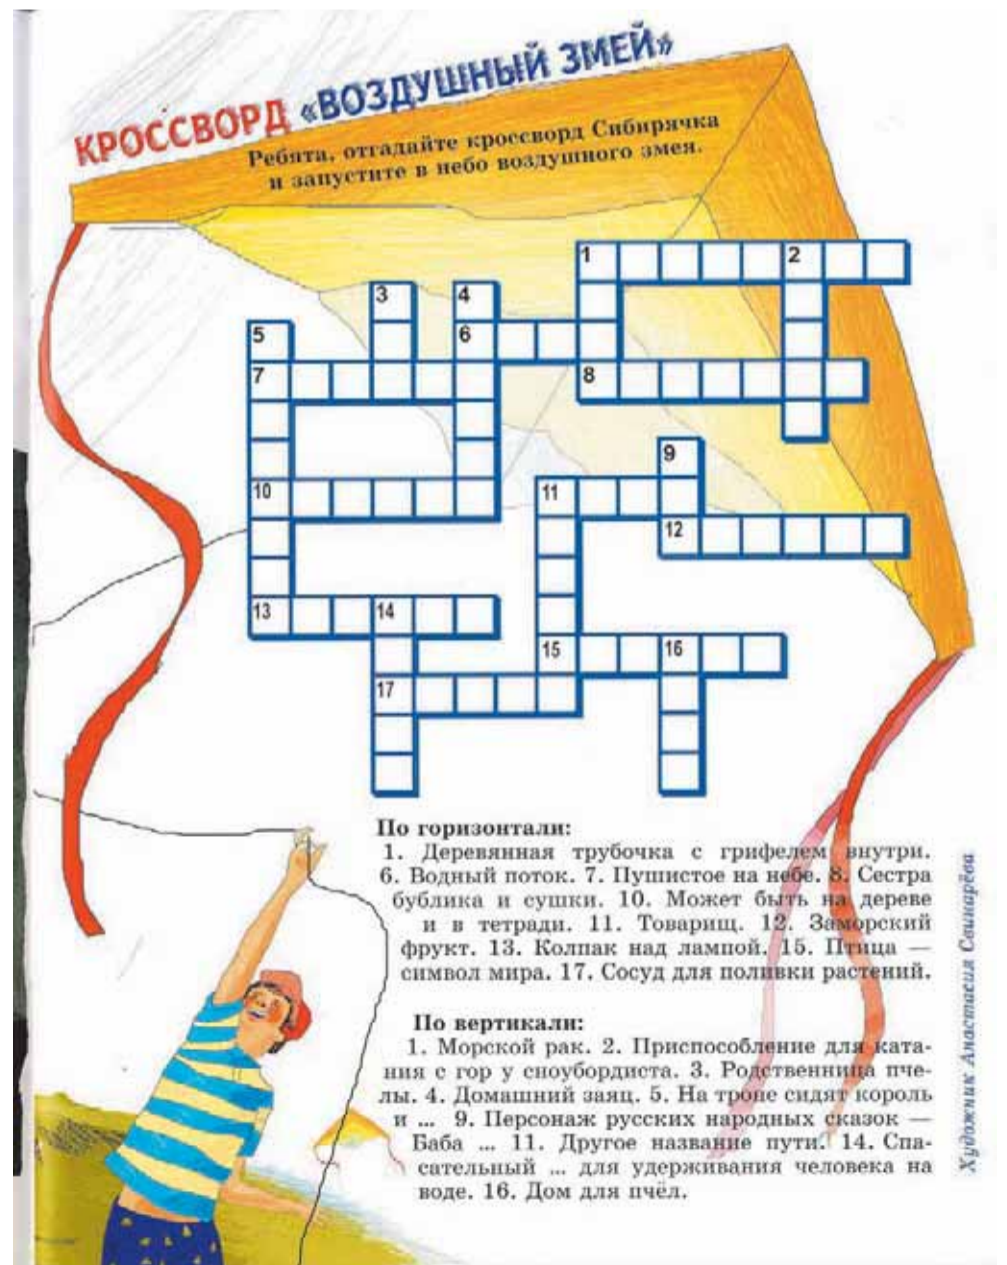 КРОССВОРД «ВОЗДУШНЫЙ ЗМЕЙ»
Ребята, отгадайте кроссворд Сибирячка
и запустите в небо воздушного змея.
1 2
3 4
5 6
7 8
9
10 11
12
13 14
15 16
17
По горизонтали:
1. Деревянная трубочка с грифелем внутри.
6. Водный поток. 7. Пушистое на небе. 8. Сестра
бублика и сушки. 10. Может быть на дереве
и в тетради. 11. Товарищ. 12. Заморский
фрукт. 13. Колпак над лампой. 15. Птица —
символ мира. 17. Сосуд для поливки растений.
По вертикали:
1. Морской рак. 2. Приспособление для ката-
ния с гор у сноубордиста. 3. Родственница пче-
лы. 4. Домашний заяц. 5. На троне сидят король
и ... 9. Персонаж русских народных сказок —
Баба ... 11. Другое название пути. 14. Спа-
сательный ... для удерживания человека на
воде. 16. Дом для пчёл.
Художник Анастасия Свинарёва